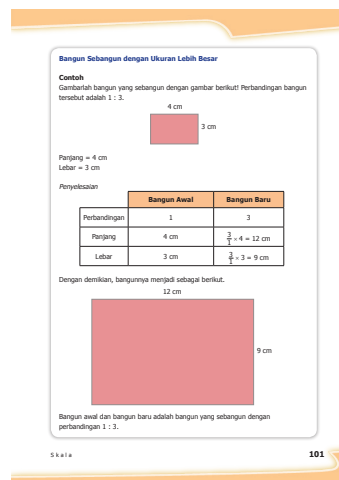 Bangun Sebangun dengan Ukuran Lebih Besar
Contoh
Gambarlah bangun yang sebangun dengan gambar berikut! Perbandingan bangun
tersebut adalah 1 : 3.
4 cm
3 cm
Panjang = 4 cm
Lebar = 3 cm
Penyelesaian
Bangun Awal Bangun Baru
Perbandingan 1 3
Panjang 4 cm 3/1 × 4 = 12 cm
Lebar 3 cm 3/1 × 3 = 9 cm
Dengan demikian, bangunnya menjadi sebagai berikut.
12 cm
9 cm
Bangun awal dan bangun baru adalah bangun yang sebangun dengan
perbandingan 1 : 3.
Skala 101